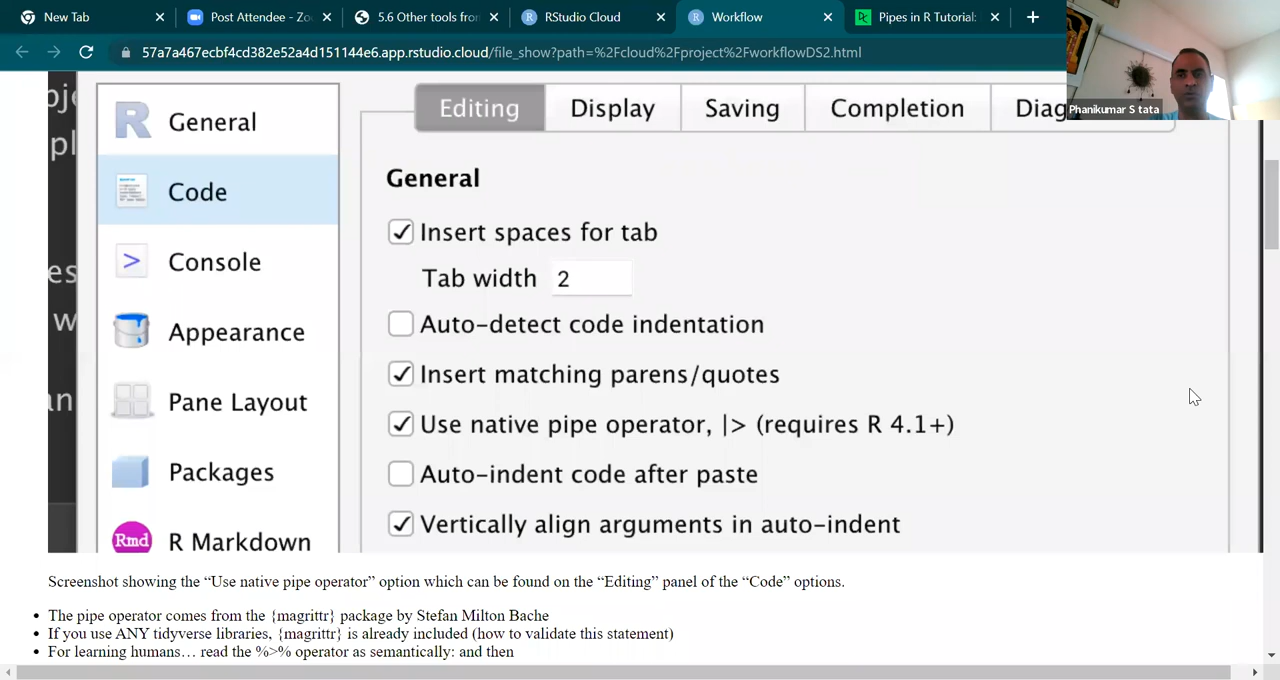 New Tab
Post Attendee - Zo
5.6 Other tools from
RStudio Cloud
Workflow
Pipes in R Tutorial:
57a7a467ecbf4cd382e52a4d151144e6.app.rstudio.cloud/file_show?path=%2Fcloud%2Fproject%2FworkflowDS2.html
Phanikumar S tata
General
Code
Console
Appearance
Pane Layout
Packages
Rmd R Markdown
Editing Display Saving Completion Diag
General
Insert spaces for tab
Tab width 2
Auto-detect code indentation
Insert matching parens/quotes
Use native pipe operator, |> (requires R 4.1+)
Auto-indent code after paste
Vertically align arguments in auto-indent
Screenshot showing the “Use native pipe operator” option which can be found on the “Editing” panel of the “Code” options.
• The pipe operator comes from the {magrittr} package by Stefan Milton Bache
• If you use ANY tidyverse libraries, {magrittr} is already included (how to validate this statement)
• For learning humans… read the %>% operator as semantically: and then